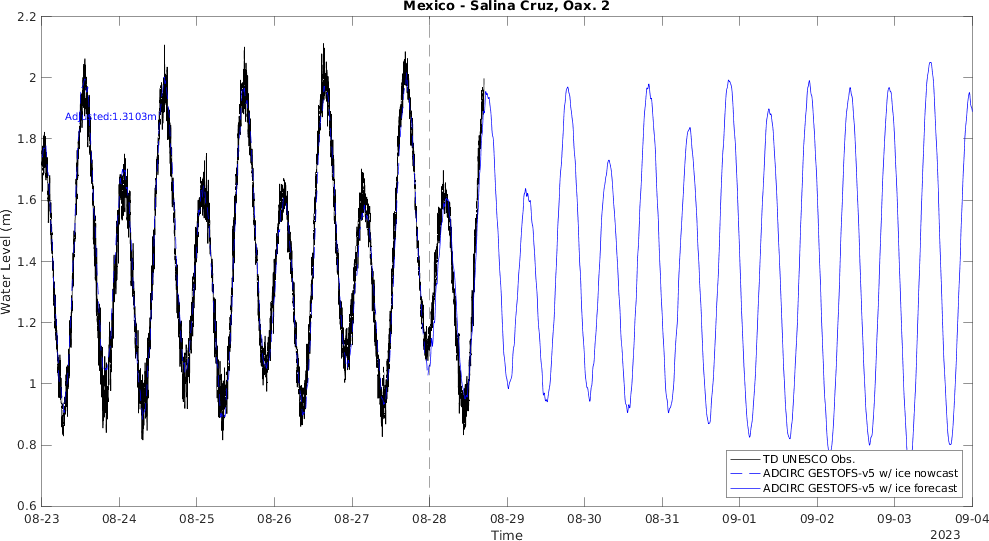 Mexico - Salina Cruz, Oax. 2
2.2
2
1.8
1.6
1.4
1.2
1
0.8
0.6
Water Level (m)
Adjusted:1.3103m
TD UNESCO Obs.
ADCIRC GESTOFS-v5 w/ ice nowcast
ADCIRC GESTOFS-v5 w/ ice forecast
08-23 08-24 08-25 08-26 08-27 08-28 08-29 08-30 08-31 09-01 09-02 09-03 09-04
Time
2023